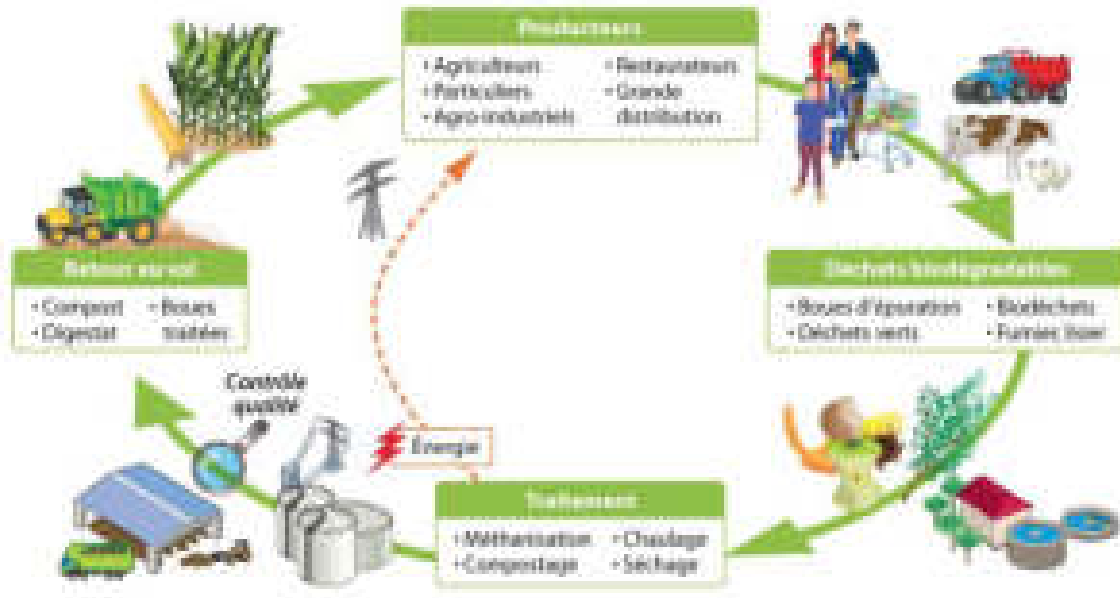 Producteurs
• Agriculteurs
• Particuliers
• Agro-industriels
• Restaurateurs
• Grande
distribution
Déchets biodégradables
• Boues d'épuration
• Déchets verts
• Biodéchets
• Fumier, lisier
Traitement
• Méthanisation
• Compostage
• Chaulage
• Séchage
Énergie
Contrôle
qualité
Retour au sol
• Compost
• Digestat
• Boues
traitées